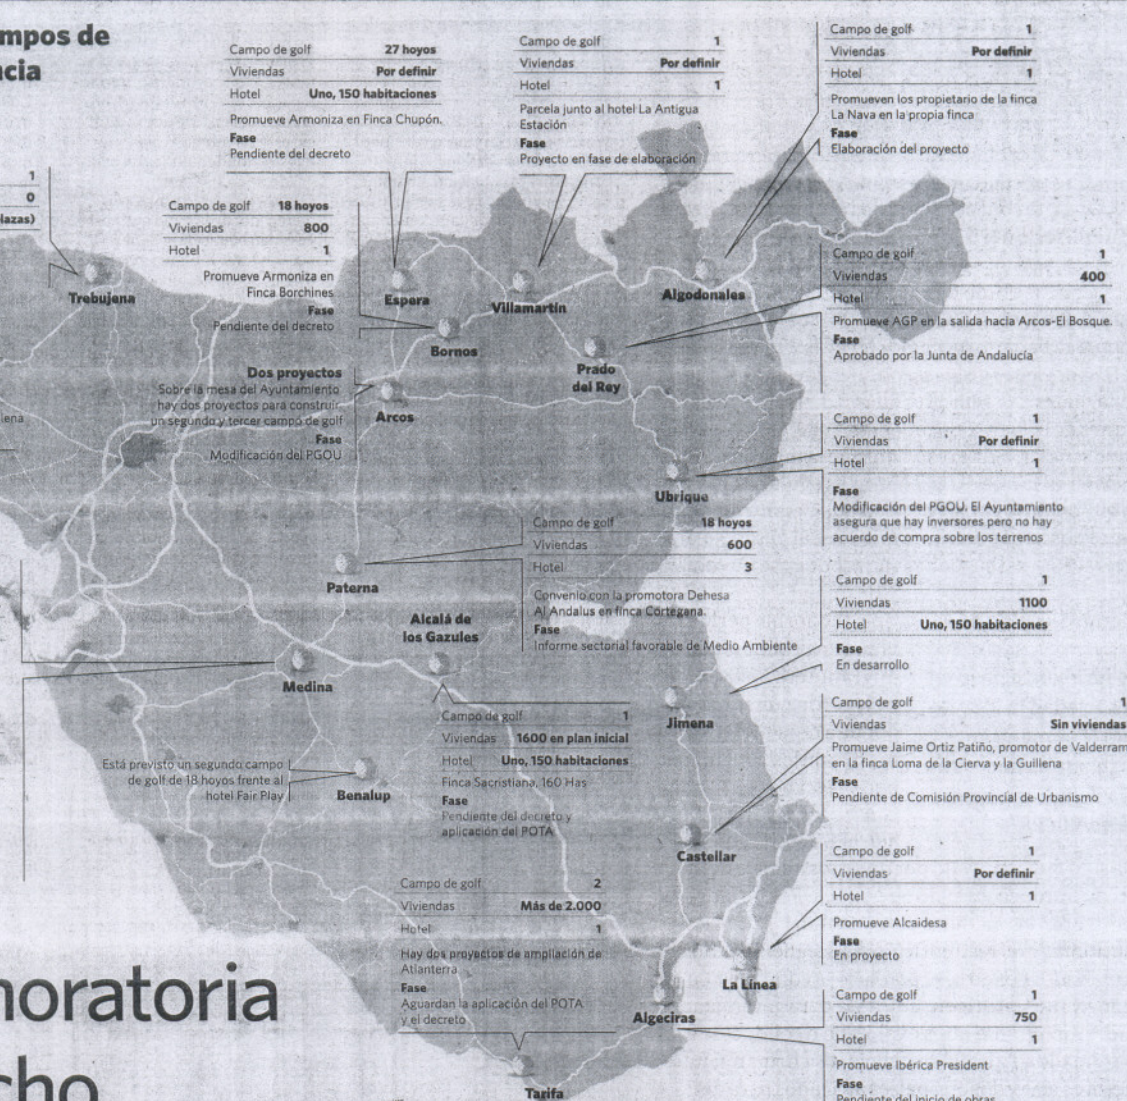 mpos de
ncia
Campo de golf 27 hoyos
Viviendas Por definir
Hotel Uno, 150 habitaciones
Promueve Armoniza en Finca Chupón.
Fase
Pendiente del decreto
Campo de golf 1
Viviendas Por definir
Hotel 1
Parcela junto al hotel La Antigua
Estación
Fase
Proyecto en fase de elaboración
Campo de golf 1
Viviendas Por definir
Hotel 1
Promueven los propietario de la finca
La Nava en la propia finca
Fase
Elaboración del proyecto
1
0
lazas)
Trebujena
Campo de golf 18 hoyos
Viviendas 800
Hotel 1
Promueve Armoniza en
Finca Borchines
Fase
Pendiente del decreto
Espera
Villamartín
Algodonales
Bornos
Prado
del Rey
Campo de golf 1
Viviendas 400
Hotel 1
Promueve AGP en la salida hacia Arcos-El Bosque.
Fase
Aprobado por la Junta de Andalucía
Dos proyectos
Sobre la mesa del Ayuntamiento
hay dos proyectos para construir
un segundo y tercer campo de golf
Fase
Modificación del PGOU
Arcos
lena
Campo de golf 1
Viviendas Por definir
Hotel 1
Fase
Modificación del PGOU. El Ayuntamiento
asegura que hay inversores pero no hay
acuerdo de compra sobre los terrenos
Ubrique
Campo de golf 18 hoyos
Viviendas 600
Hotel 3
Convenio con la promotora Dehesa
Al Andalus en finca Cortegana.
Fase
Informe sectorial favorable de Medio Ambiente
Paterna
Alcalá de
los Gazules
Medina
Campo de golf 1
Viviendas 1100
Hotel Uno, 150 habitaciones
Fase
En desarrollo
Jimena
Campo de golf 1
Viviendas 1600 en plan inicial
Hotel Uno, 150 habitaciones
Finca Sacristiana, 160 Has
Fase
Pendiente del decreto y
aplicación del POTA
Campo de golf 1
Viviendas Sin viviendas
Promueve Jaime Ortiz Patiño, promotor de Valderram
en la finca Loma de la Cierva y la Guillena
Fase
Pendiente de Comisión Provincial de Urbanismo
Está previsto un segundo campo
de golf de 18 hoyos frente al
hotel Fair Play
Benalup
Castellar
Campo de golf 1
Viviendas Por definir
Hotel 1
Promueve Alcaidesa
Fase
En proyecto
La Línea
Campo de golf 2
Viviendas Más de 2.000
Hotel 1
Hay dos proyectos de ampliación de
Atlanterra
Fase
Aguardan la aplicación del POTA
y el decreto
Algeciras
Campo de golf 1
Viviendas 750
Hotel 1
Promueve Ibérica President
Fase
Pendiente del inicio de obras
Tarifa
moratoria
cho